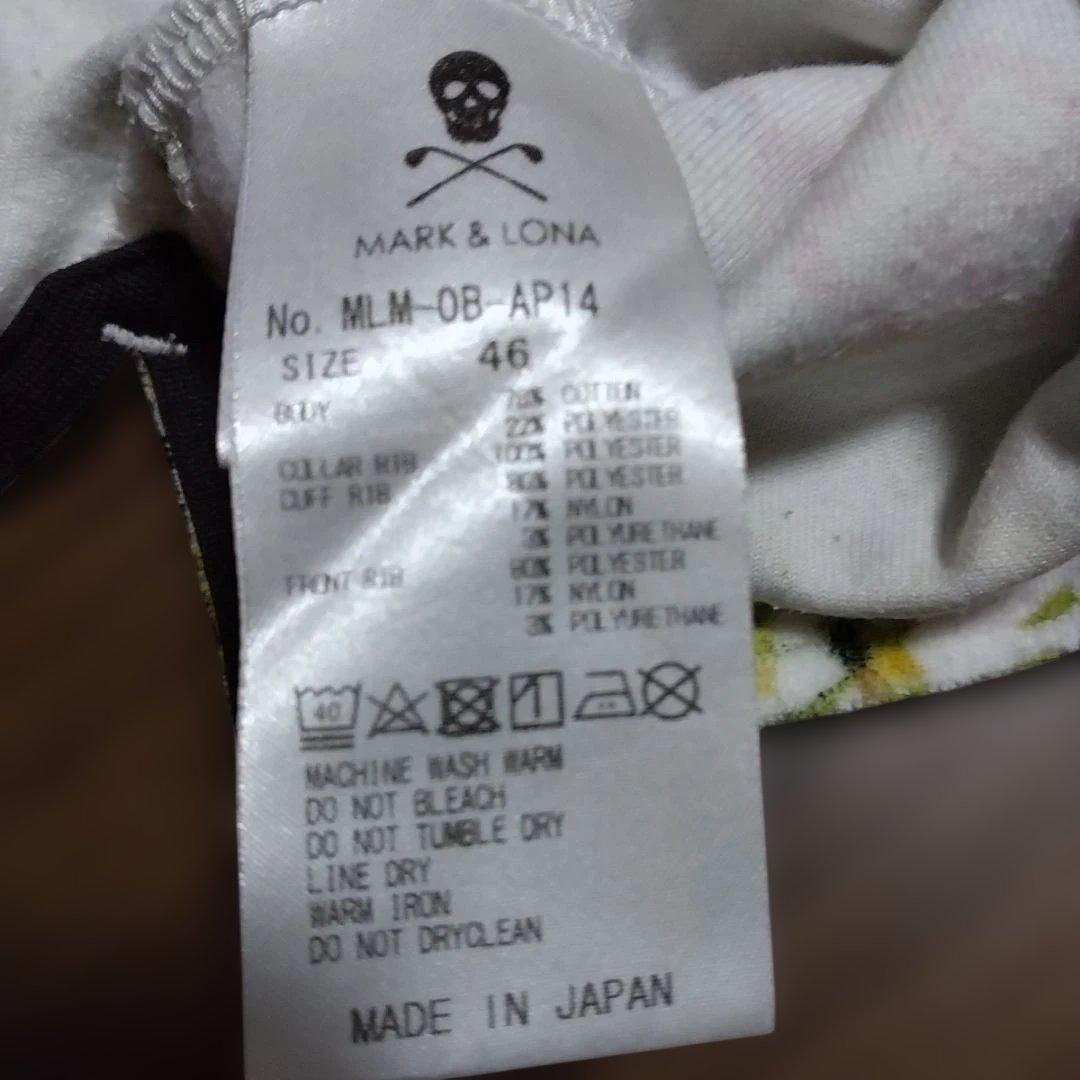 MARK & LONA
No. MLM-0B-AP14
SIZE 46
BODY 78% COTTON
22% POLYESTER
COLLAR RIB 100% POLYESTER
CUFF RIB 80% POLYESTER
17% NYLON
3% POLYURETHANE
FRONT RIB 80% POLYESTER
17% NYLON
3% POLYURETHANE
40
MACHINE WASH WARM
DO NOT BLEACH
DO NOT TUMBLE DRY
LINE DRY
WARM IRON
DO NOT DRYCLEAN
MADE IN JAPAN